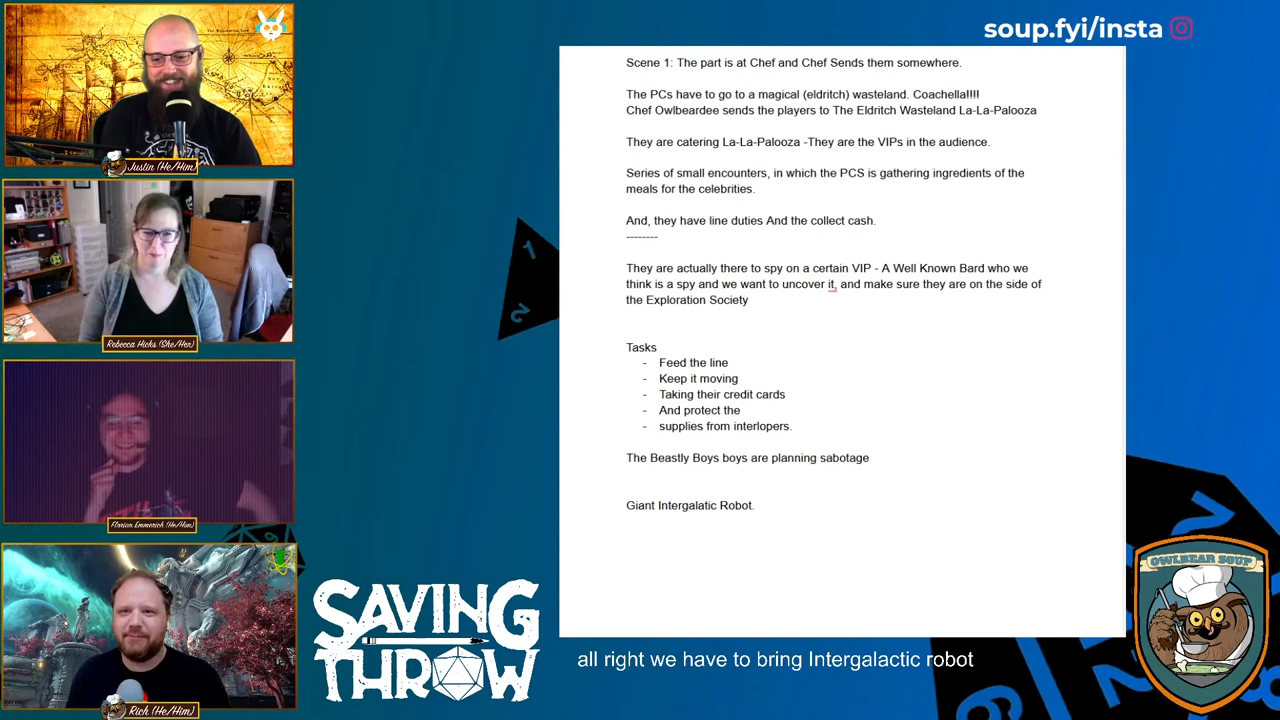 soup.fyi/insta
Justin (He/Him)
Rebecca Hicks (She/Her)
Florian Emmerich (He/Him)
Rich (He/Him)
Scene 1: The part is at Chef and Chef Sends them somewhere.
The PCs have to go to a magical (eldritch) wasteland. Coachella!!!!
Chef Owlbeardee sends the players to The Eldritch Wasteland La-La-Palooza
They are catering La-La-Palooza -They are the VIPs in the audience.
Series of small encounters, in which the PCS is gathering ingredients of the
meals for the celebrities.
And, they have line duties And the collect cash.
--------
They are actually there to spy on a certain VIP - A Well Known Bard who we
think is a spy and we want to uncover it, and make sure they are on the side of
the Exploration Society
Tasks
- Feed the line
- Keep it moving
- Taking their credit cards
- And protect the
- supplies from interlopers.
The Beastly Boys boys are planning sabotage
Giant Intergalatic Robot.
1
2
SAVING
THROW
all right we have to bring Intergalactic robot
OWLBEAR SOUP